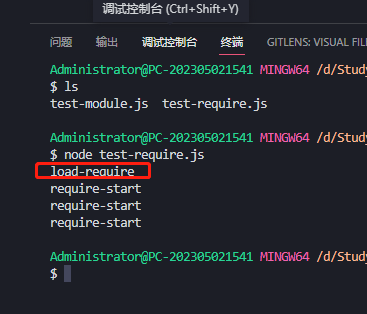 调试控制台 (Ctrl+Shift+Y)
问题 输出 调试控制台 终端 GITLENS: VISUAL FILE
Administrator@PC-202305021541 MINGW64 /d/Study
$ ls
test-module.js test-require.js
Administrator@PC-202305021541 MINGW64 /d/Study
$ node test-require.js
load-require
require-start
require-start
require-start
Administrator@PC-202305021541 MINGW64 /d/Study
$